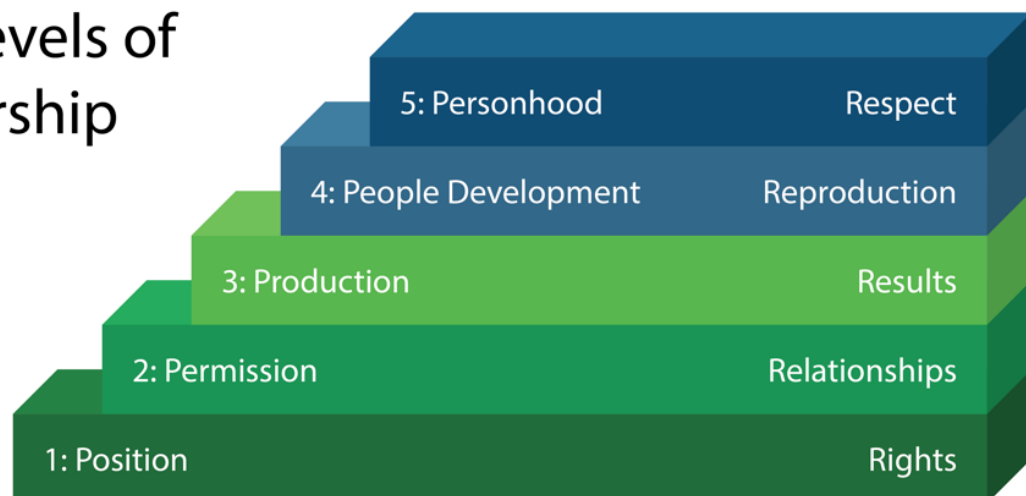 evels of
rship
5: Personhood Respect
4: People Development Reproduction
3: Production Results
2: Permission Relationships
1: Position Rights